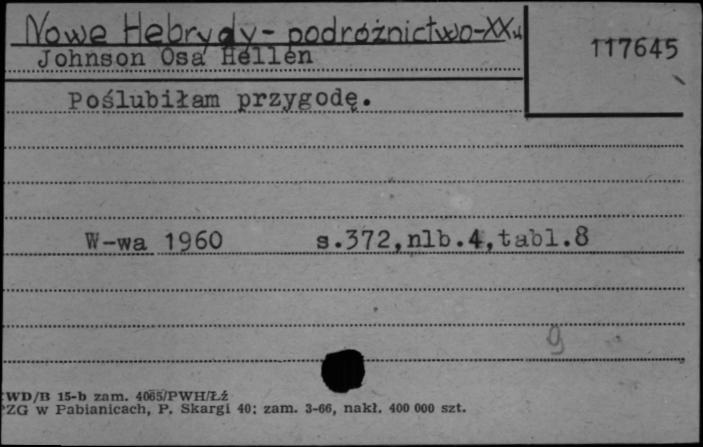 Nowe Hebrydy - podróżnictwo - XX w
117645
Johnson Osa Hellen
Poślubiłam przygodę.
W-wa 1960 s.372,nlb.4,tabl.8
9
WD/B 15-b zam. 4065/PWH/Łź
PZG w Pabianicach, P. Skargi 40; zam. 3-66, nakł. 400 000 szt.